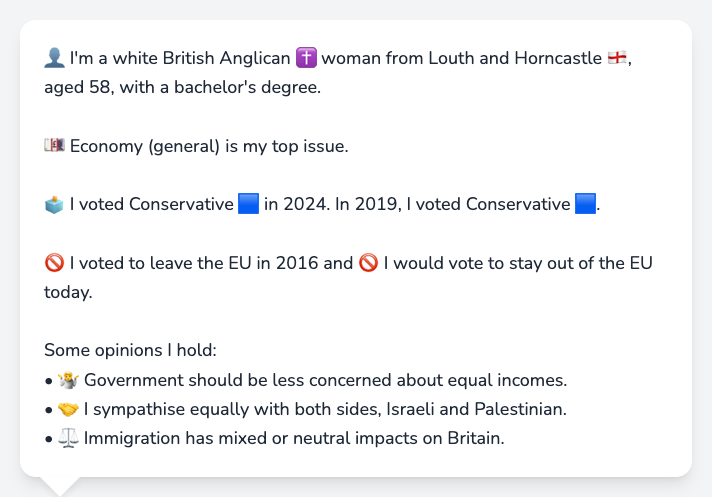 👤 I'm a white British Anglican ✝️ woman from Louth and Horncastle 🏴󠁧󠁢󠁥󠁮󠁧󠁿,
aged 58, with a bachelor's degree.
💷 Economy (general) is my top issue.
🗳️ I voted Conservative 🟦 in 2024. In 2019, I voted Conservative 🟦.
🚫 I voted to leave the EU in 2016 and 🚫 I would vote to stay out of the EU
today.
Some opinions I hold:
• 🤷 Government should be less concerned about equal incomes.
• 🤝 I sympathise equally with both sides, Israeli and Palestinian.
• ⚖️ Immigration has mixed or neutral impacts on Britain.